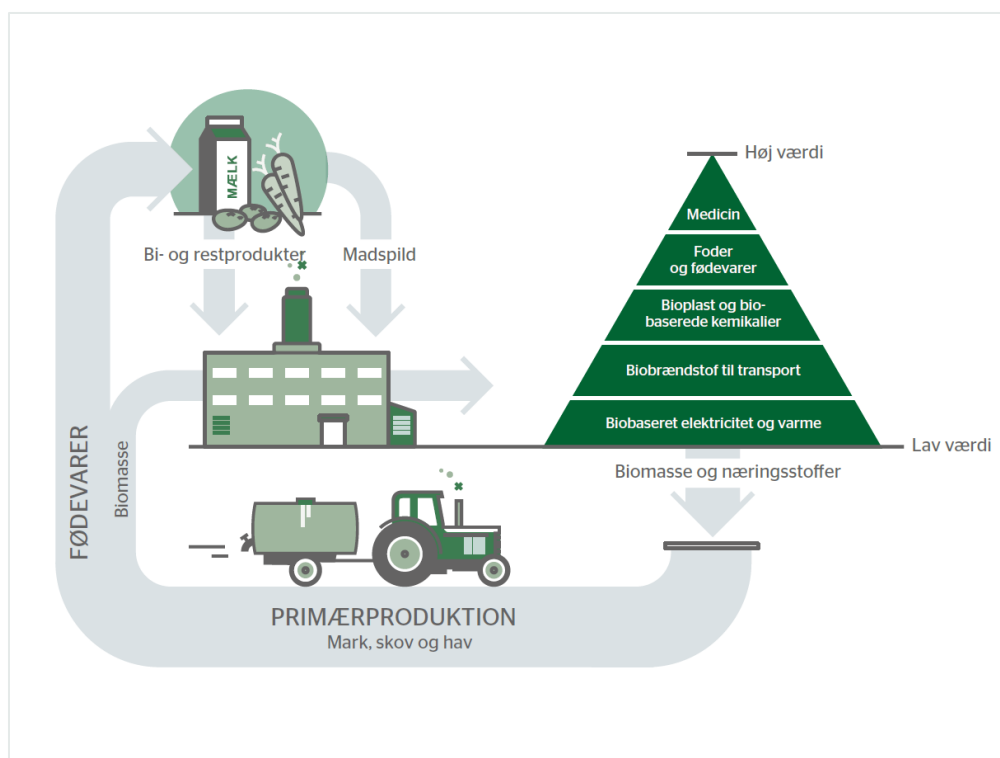 MÆLK
Bi- og restprodukter
Madspild
FØDEVARER
Biomasse
PRIMÆRPRODUKTION
Mark, skov og hav
Høj værdi
Medicin
Foder
og fødevarer
Bioplast og bio-
baserede kemikalier
Biobrændstof til transport
Biobaseret elektricitet og varme
Lav værdi
Biomasse og næringsstoffer